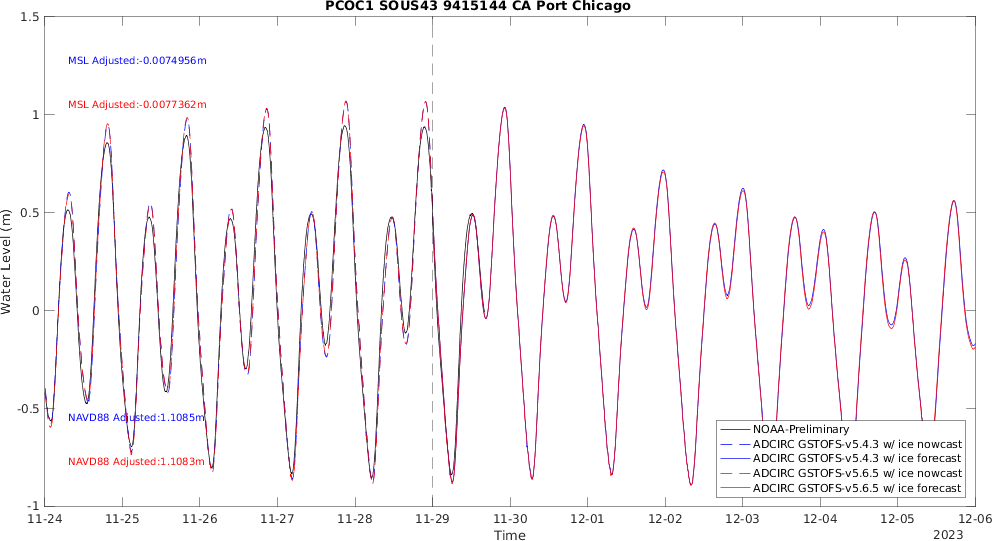 PCOC1 SOUS43 9415144 CA Port Chicago
1.5
MSL Adjusted:-0.0074956m
MSL Adjusted:-0.0077362m
1
0.5
Water Level (m)
0
-0.5
NAVD88 Adjusted:1.1085m
NOAA-Preliminary
ADCIRC GSTOFS-v5.4.3 w/ ice nowcast
ADCIRC GSTOFS-v5.4.3 w/ ice forecast
NAVD88 Adjusted:1.1083m
ADCIRC GSTOFS-v5.6.5 w/ ice nowcast
ADCIRC GSTOFS-v5.6.5 w/ ice forecast
-1
11-24 11-25 11-26 11-27 11-28 11-29 11-30 12-01 12-02 12-03 12-04 12-05 12-06
Time
2023